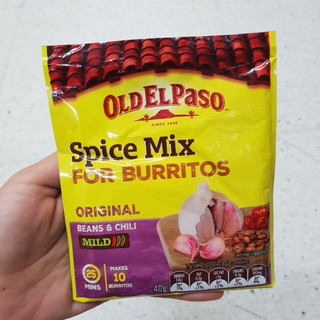 OLD EL PASO
SINCE 1938
Spice Mix
FOR BURRITOS
ORIGINAL
BEANS & CHILI
MILD
25
MINS
MAKES
10
BURRITOS
40g